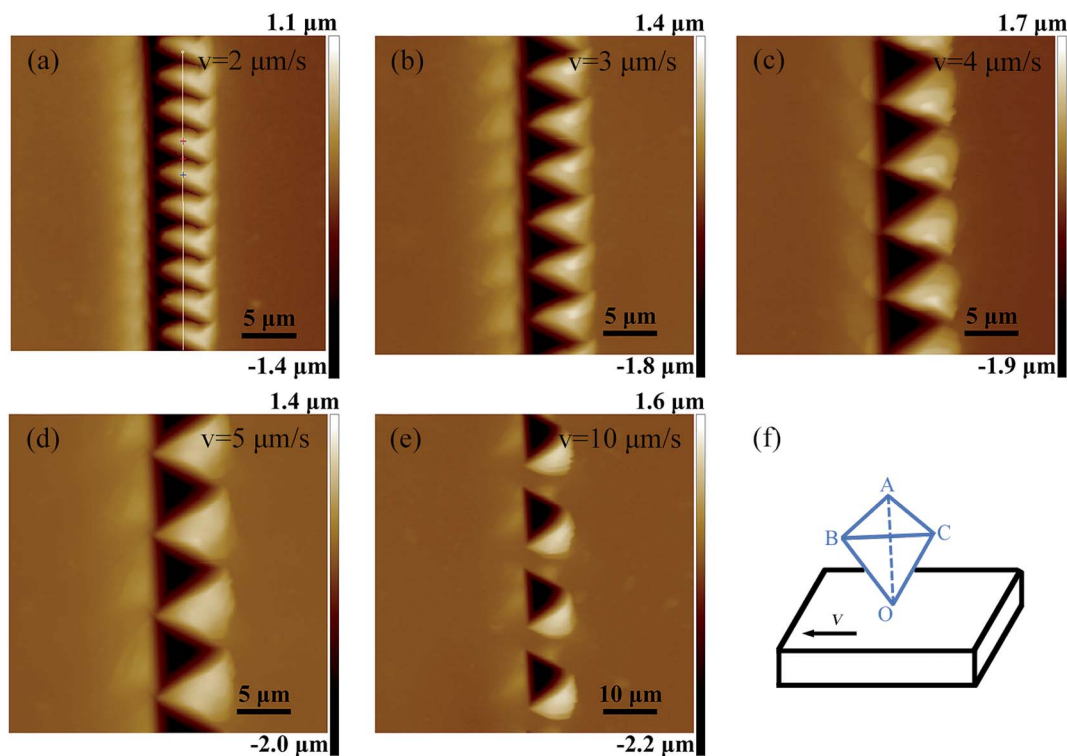 1.1 μm
(a)
v=2 μm/s
5 μm
-1.4 μm
1.4 μm
(b)
v=3 μm/s
5 μm
-1.8 μm
1.7 μm
(c)
v=4 μm/s
5 μm
-1.9 μm
1.4 μm
(d)
v=5 μm/s
5 μm
-2.0 μm
1.6 μm
(e)
v=10 μm/s
10 μm
-2.2 μm
(f)
A
B
C
O
v